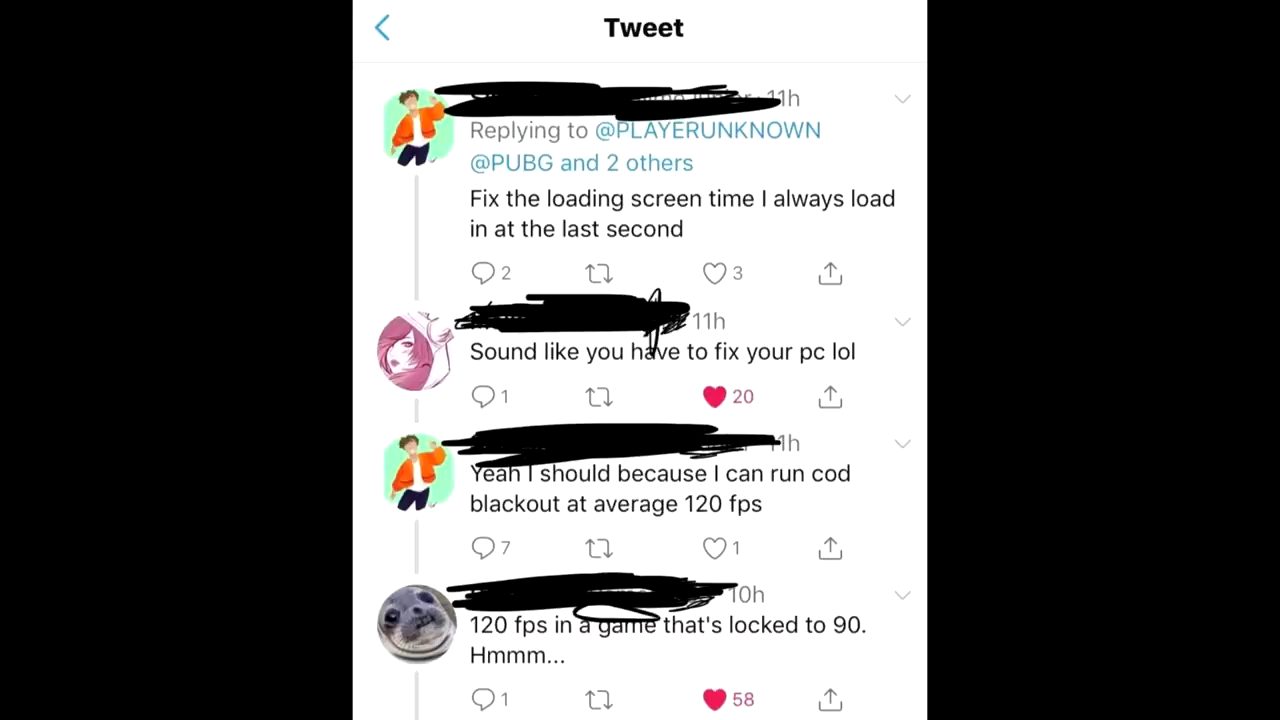 Tweet
11h
Replying to @PLAYERUNKNOWN
@PUBG and 2 others
Fix the loading screen time I always load
in at the last second
2
3
11h
Sound like you have to fix your pc lol
1
20
11h
Yeah I should because I can run cod
blackout at average 120 fps
7
1
10h
120 fps in a game that's locked to 90.
Hmmm...
1
58